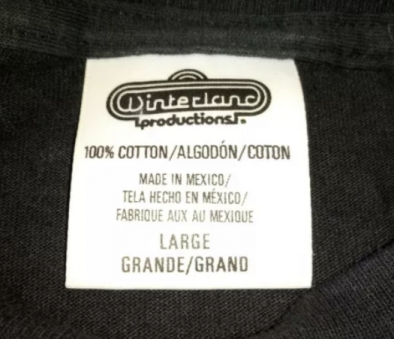 Winterland
productions.
100% COTTON/ALGODÓN/COTON
MADE IN MEXICO/
TELA HECHO EN MÉXICO/
FABRIQUE AUX AU MEXIQUE
LARGE
GRANDE/GRAND